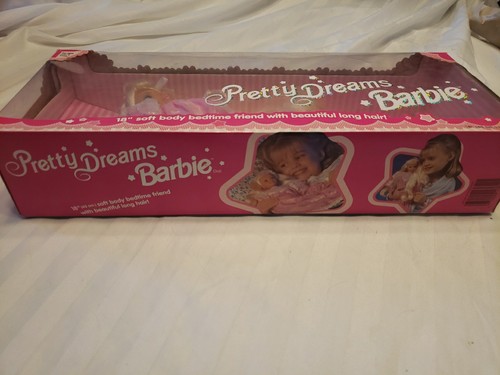 Pretty Dreams
Barbie
18" soft body bedtime friend with beautiful long hair!
Pretty Dreams
Barbie
soft body bedtime friend
with beautiful long hair!